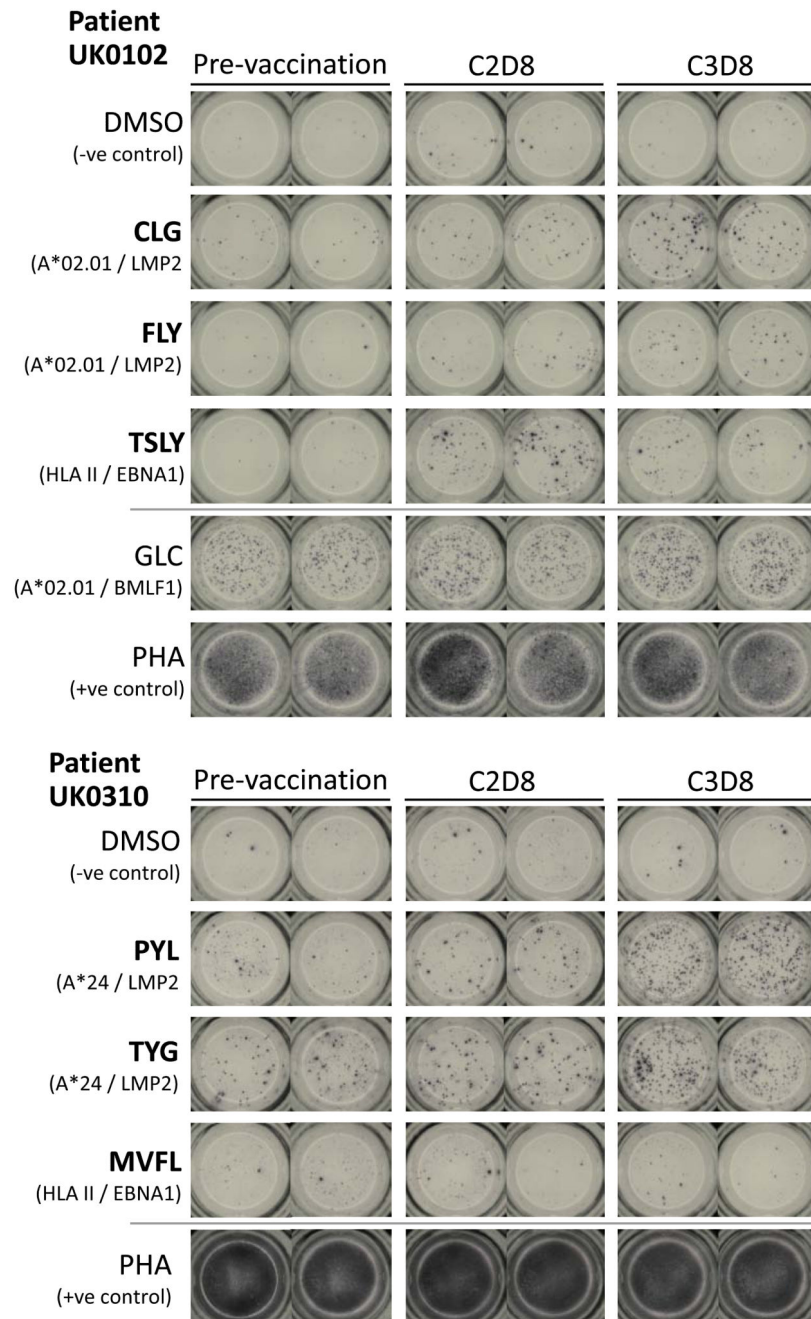 Patient
UK0102
Pre-vaccination C2D8 C3D8
DMSO
(-ve control)
CLG
(A*02.01 / LMP2
FLY
(A*02.01 / LMP2)
TSLY
(HLA II / EBNA1)
GLC
(A*02.01 / BMLF1)
PHA
(+ve control)
Patient
UK0310
Pre-vaccination C2D8 C3D8
DMSO
(-ve control)
PYL
(A*24 / LMP2
TYG
(A*24 / LMP2)
MVFL
(HLA II / EBNA1)
PHA
(+ve control)